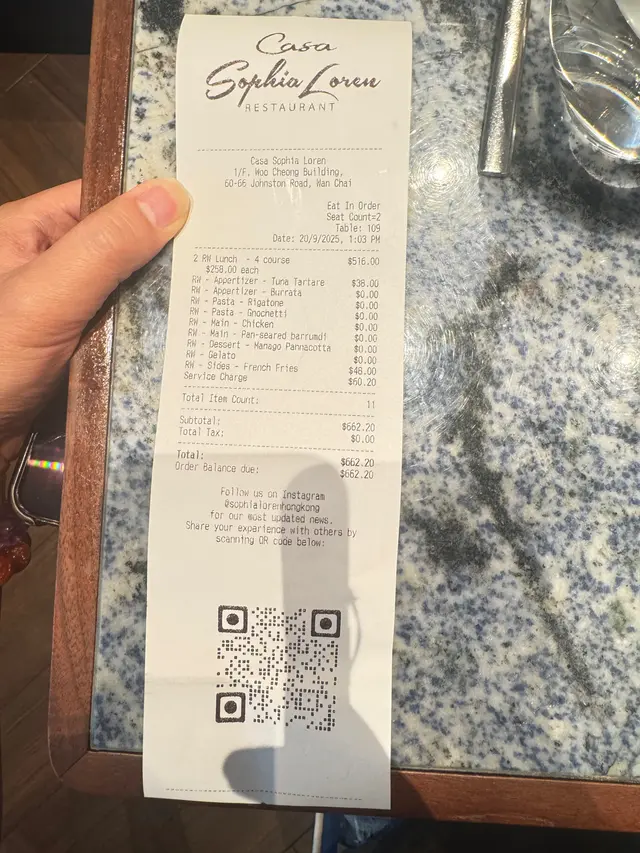 Casa
Sophia Loren
RESTAURANT
Casa Sophia Loren
1/F, Woo Cheong Building,
60-66 Johnston Road, Wan Chai
Eat In Order
Seat Count=2
Table: 109
Date: 20/9/2025, 1:03 PM
2 RW Lunch - 4 course $516.00
$258.00 each
RW - Appertizer - Tuna Tartare $38.00
RW - Appertizer - Burrata $0.00
RW - Pasta - Rigatone $0.00
RW - Pasta - Gnochetti $0.00
RW - Main - Chicken $0.00
RW - Main - Pan-seared barrumdi $0.00
RW - Dessert - Manago Pannacotta $0.00
RW - Gelato $0.00
RW - Sides - French Fries $48.00
Service Charge $60.20
Total Item Count: 11
Subtotal: $662.20
Total Tax: $0.00
Total: $662.20
Order Balance due: $662.20
Follow us on Instagram
@sophialorenhongkong
for our most updated news.
Share your experience with others by
scanning QR code below: